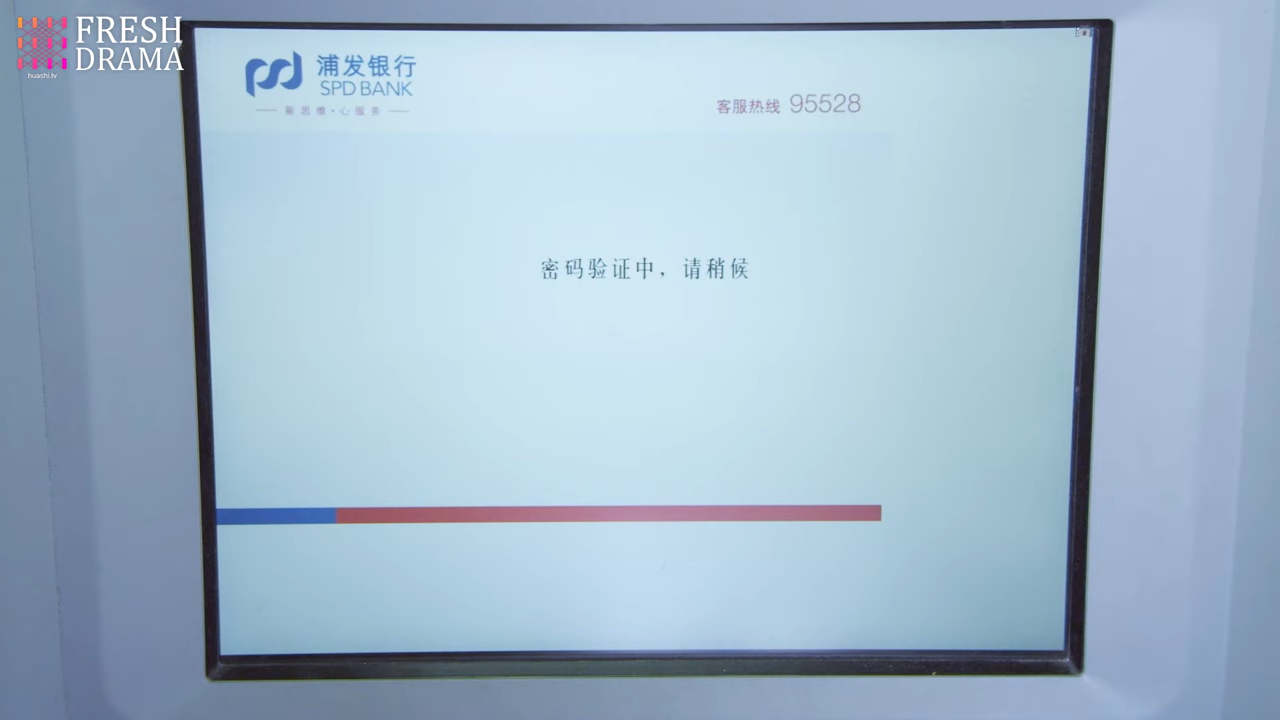 FRESH
DRAMA
huashi.tv
浦发银行
SPD BANK
新思维·心服务
客服热线 95528
密码验证中，请稍候